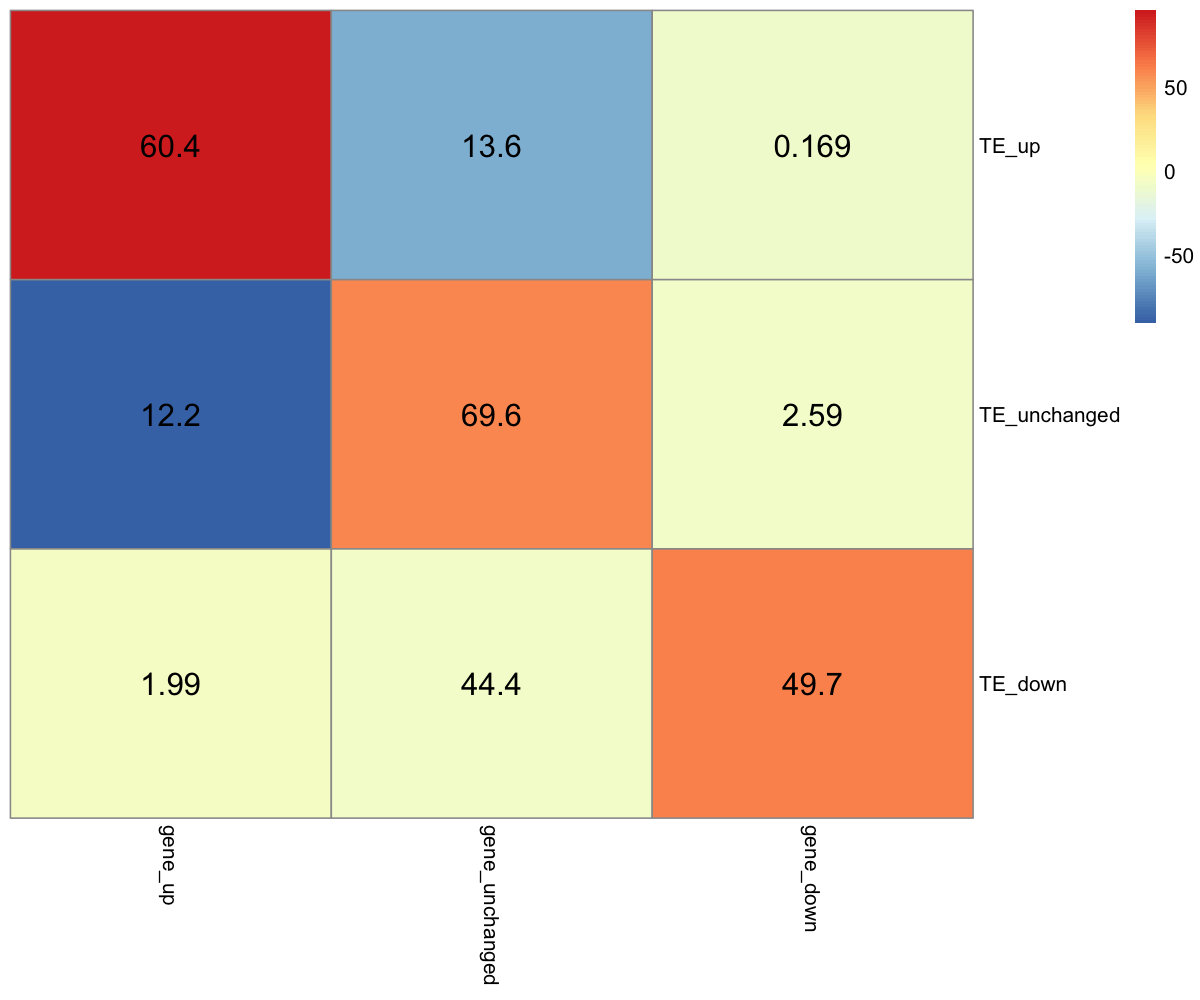 60.4 13.6 0.169 TE_up
12.2 69.6 2.59 TE_unchanged
1.99 44.4 49.7 TE_down
gene_up gene_unchanged gene_down
50
0
-50